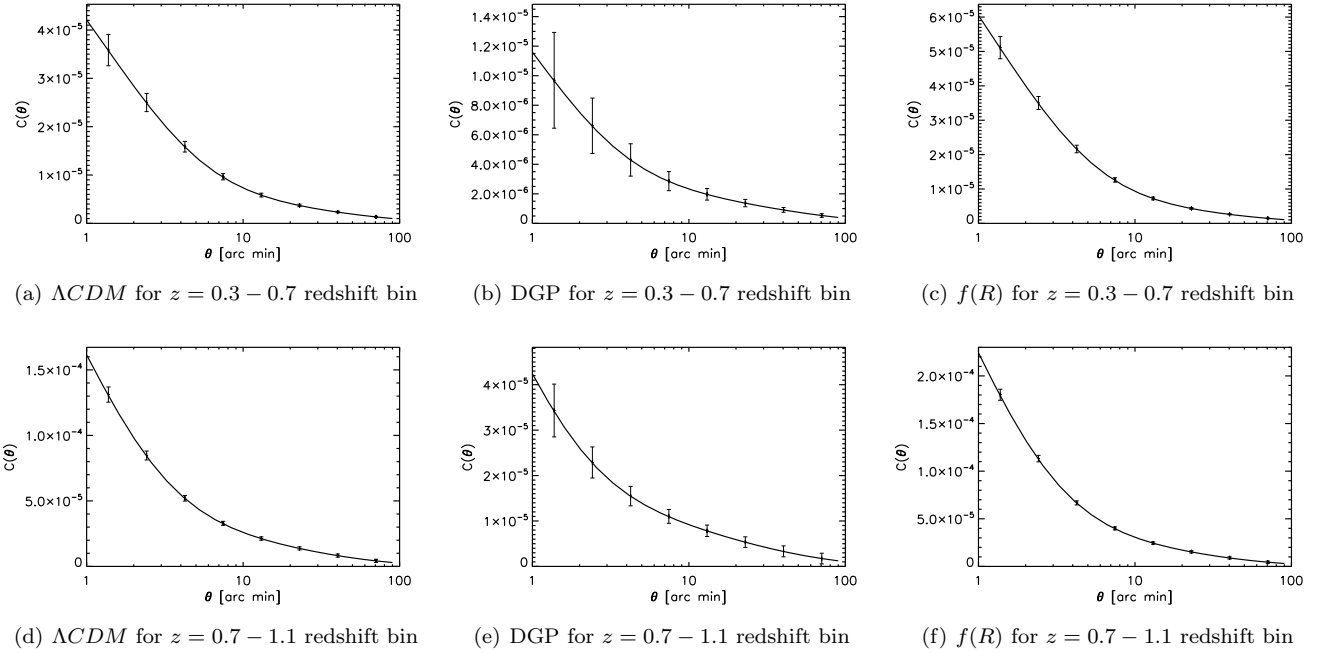 4×10⁻⁵
3×10⁻⁵
2×10⁻⁵
1×10⁻⁵
0
C(θ)
1 10 100
θ [arc min]
(a) ΛCDM for z = 0.3 − 0.7 redshift bin
1.4×10⁻⁵
1.2×10⁻⁵
1.0×10⁻⁵
8.0×10⁻⁶
6.0×10⁻⁶
4.0×10⁻⁶
2.0×10⁻⁶
0
C(θ)
1 10 100
θ [arc min]
(b) DGP for z = 0.3 − 0.7 redshift bin
6×10⁻⁵
5×10⁻⁵
4×10⁻⁵
3×10⁻⁵
2×10⁻⁵
1×10⁻⁵
0
C(θ)
1 10 100
θ [arc min]
(c) f(R) for z = 0.3 − 0.7 redshift bin
1.5×10⁻⁴
1.0×10⁻⁴
5.0×10⁻⁵
0
C(θ)
1 10 100
θ [arc min]
(d) ΛCDM for z = 0.7 − 1.1 redshift bin
4×10⁻⁵
3×10⁻⁵
2×10⁻⁵
1×10⁻⁵
0
C(θ)
1 10 100
θ [arc min]
(e) DGP for z = 0.7 − 1.1 redshift bin
2.0×10⁻⁴
1.5×10⁻⁴
1.0×10⁻⁴
5.0×10⁻⁵
0
C(θ)
1 10 100
θ [arc min]
(f) f(R) for z = 0.7 − 1.1 redshift bin